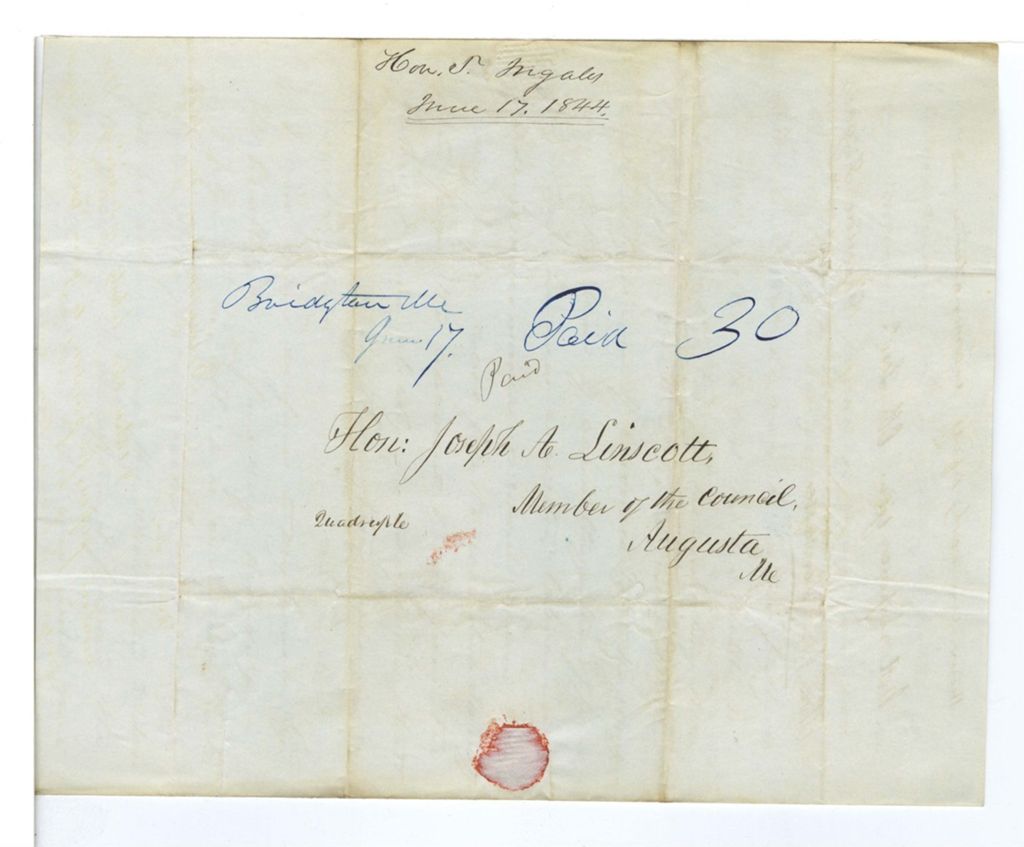 Hon. S. Ingals
June 17. 1844.
Bridgton Me
June 17.
Paid 30
Paid
Hon: Joseph A. Linscott,
Member of the Council,
Quadruple
Augusta
Me